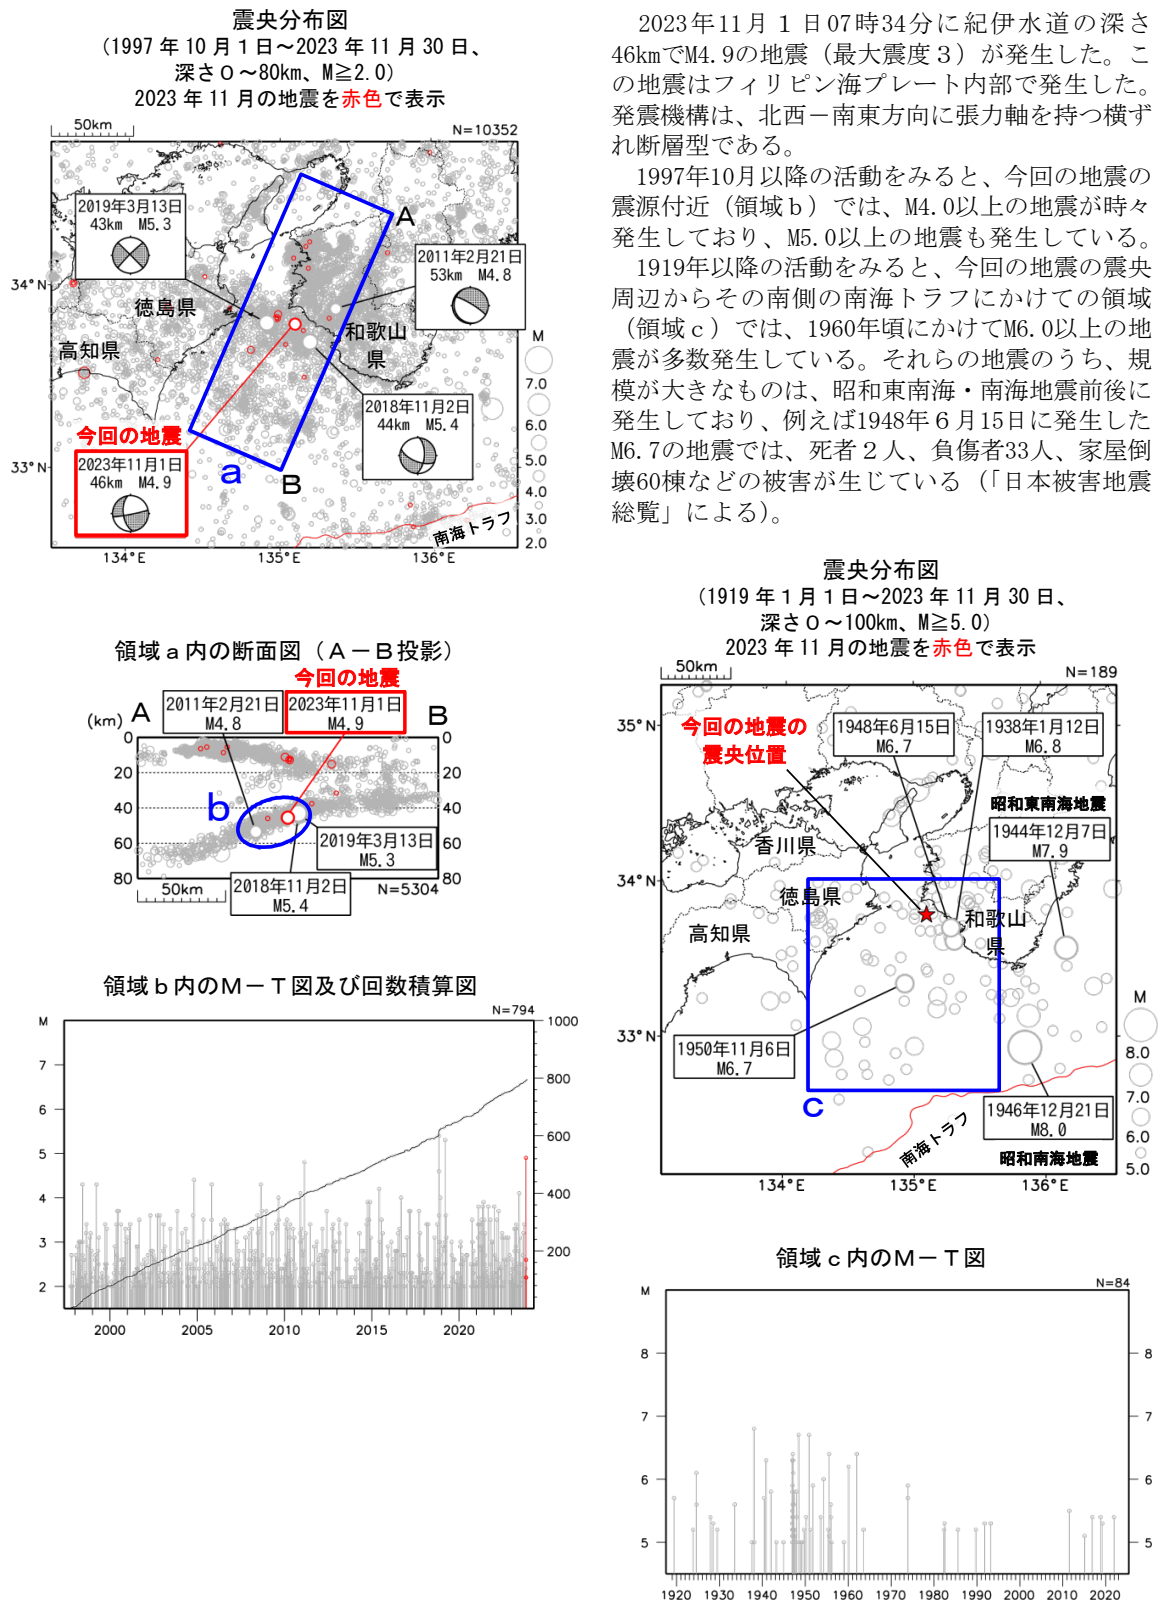 震央分布図
(1997年10月1日～2023年11月30日、
深さ０～80km、M≧2.0)
2023年11月の地震を赤色で表示
50km
N=10352
2019年3月13日
43km M5.3
A
2011年2月21日
53km M4.8
34°N
徳島県
和歌山
県
高知県
M
7.0
6.0
5.0
4.0
3.0
2.0
2018年11月2日
44km M5.4
今回の地震
2023年11月1日
46km M4.9
a
B
33°N
南海トラフ
134°E
135°E
136°E
領域ａ内の断面図（Ａ－Ｂ投影）
今回の地震
2011年2月21日
M4.8
2023年11月1日
M4.9
(km)
A
B
0
20
40
60
80
0
20
40
60
80
b
2019年3月13日
M5.3
50km
2018年11月2日
M5.4
N=5304
領域ｂ内のＭ－Ｔ図及び回数積算図
M
N=794
7
6
5
4
3
2
1000
800
600
400
200
2000
2005
2010
2015
2020
　2023年11月１日07時34分に紀伊水道の深さ
46kmでM4.9の地震（最大震度３）が発生した。こ
の地震はフィリピン海プレート内部で発生した。
発震機構は、北西－南東方向に張力軸を持つ横ず
れ断層型である。
　1997年10月以降の活動をみると、今回の地震の
震源付近（領域ｂ）では、M4.0以上の地震が時々
発生しており、M5.0以上の地震も発生している。
　1919年以降の活動をみると、今回の地震の震央
周辺からその南側の南海トラフにかけての領域
（領域ｃ）では、1960年頃にかけてM6.0以上の地
震が多数発生している。それらの地震のうち、規
模が大きなものは、昭和東南海・南海地震前後に
発生しており、例えば1948年６月15日に発生した
M6.7の地震では、死者２人、負傷者33人、家屋倒
壊60棟などの被害が生じている（「日本被害地震
総覧」による）。
震央分布図
(1919年１月１日～2023年11月30日、
深さ０～100km、M≧5.0)
2023年11月の地震を赤色で表示
50km
N=189
35°N
今回の地震の
震央位置
1948年6月15日
M6.7
1938年1月12日
M6.8
昭和東南海地震
1944年12月7日
M7.9
香川県
34°N
徳島県
和歌山
県
高知県
33°N
1950年11月6日
M6.7
c
M
8.0
7.0
6.0
5.0
1946年12月21日
M8.0
昭和南海地震
南海トラフ
134°E
135°E
136°E
領域ｃ内のＭ－Ｔ図
M
N=84
8
7
6
5
8
7
6
5
1920 1930 1940 1950 1960 1970 1980 1990 2000 2010 2020